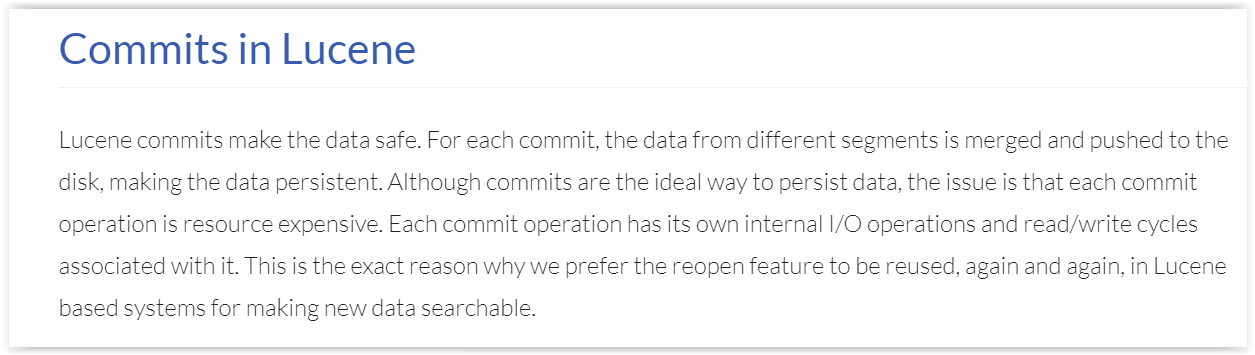 Commits in Lucene
Lucene commits make the data safe. For each commit, the data from different segments is merged and pushed to the
disk, making the data persistent. Although commits are the ideal way to persist data, the issue is that each commit
operation is resource expensive. Each commit operation has its own internal I/O operations and read/write cycles
associated with it. This is the exact reason why we prefer the reopen feature to be reused, again and again, in Lucene
based systems for making new data searchable.